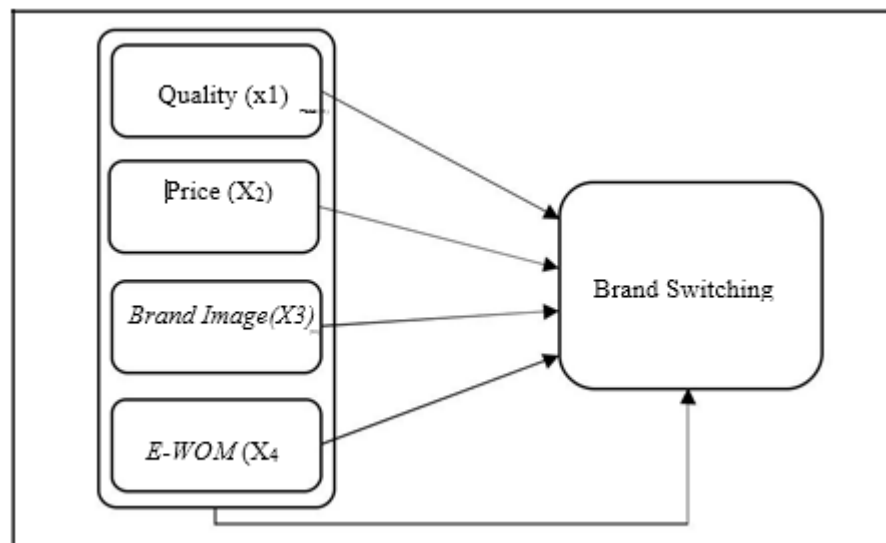 Quality (x1)
Price (X2)
Brand Image(X3)
E-WOM (X4
Brand Switching